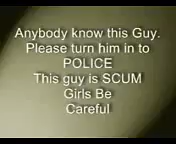 Anybody know this Guy.
Please turn him in to
POLICE
This guy is SCUM
Girls Be
Careful